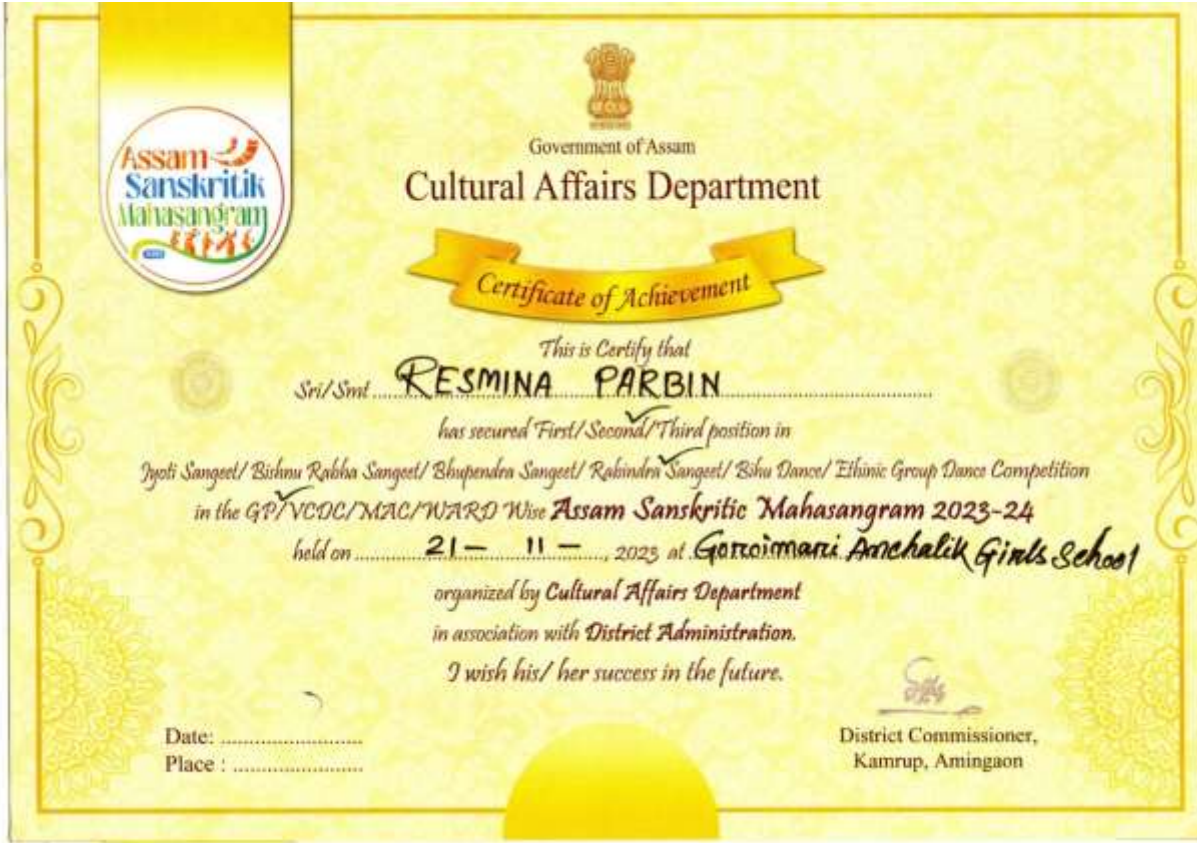 Assam
Sanskritik
Mahasangram
Government of Assam
Cultural Affairs Department
Certificate of Achievement
This is Certify that
Sri/Smt RESMINA PARBIN
has secured First/Second/Third position in
Jyoti Sangeet/ Bishnu Rabha Sangeet/ Bhupendra Sangeet/ Rabindra Sangeet/ Bihu Dance/ Ethinic Group Dance Competition
in the GP/VCDC/MAC/WARD Wise Assam Sanskritic Mahasangram 2023-24
held on 21- 11- , 2023 at Goroimari Anchalik Girls School
organized by Cultural Affairs Department
in association with District Administration.
I wish his/ her success in the future.
Date: ........................
Place : ......................
District Commissioner,
Kamrup, Amingaon